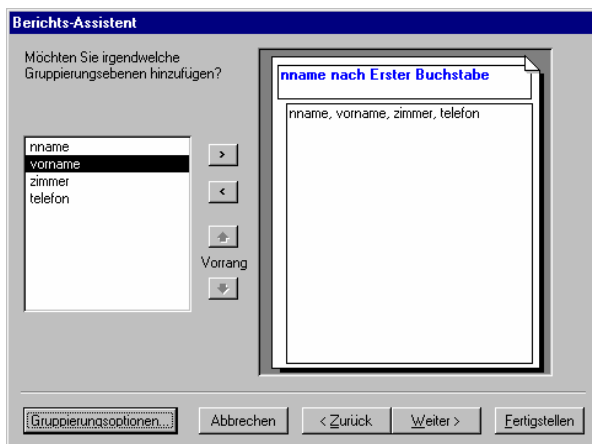 Berichts-Assistent
Möchten Sie irgendwelche
Gruppierungsebenen hinzufügen?
nname
vorname
zimmer
telefon
>
<
Vorrang
nname nach Erster Buchstabe
nname, vorname, zimmer, telefon
Gruppierungsoptionen...
Abbrechen
< Zurück
Weiter >
Fertigstellen